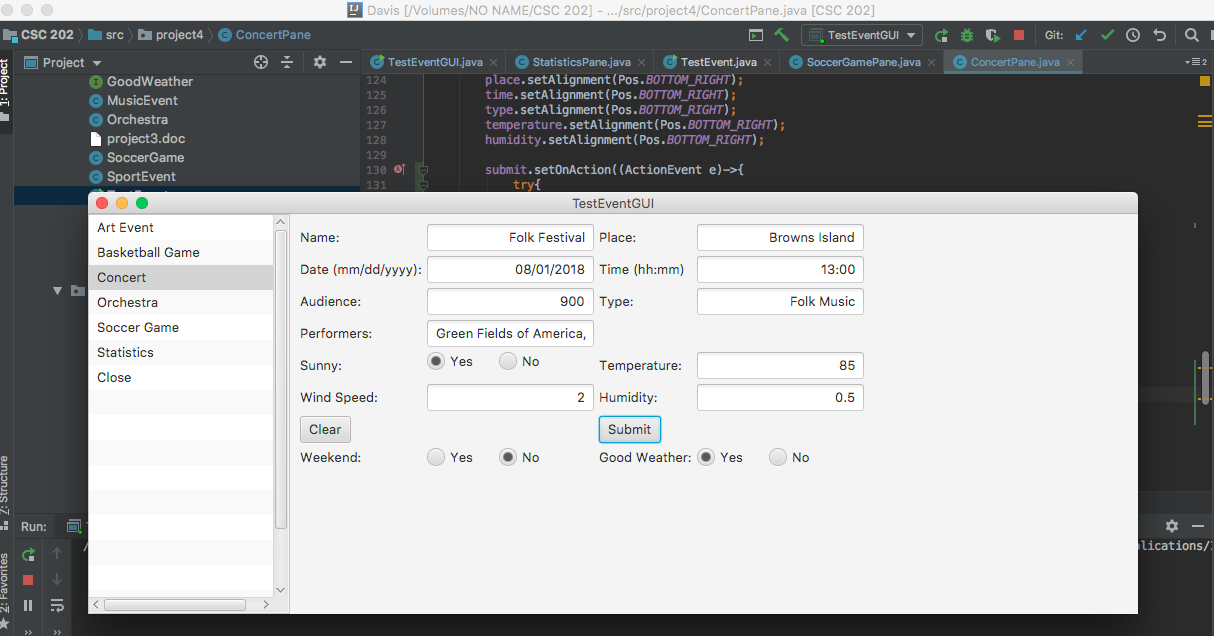 Davis [/Volumes/NO NAME/CSC 202] - .../src/project4/ConcertPane.java [CSC 202]
CSC 202 src project4 ConcertPane TestEventGUI Git:
1: Project
Project TestEventGUI.java StatisticsPane.java TestEvent.java SoccerGamePane.java ConcertPane.java 2
GoodWeather
MusicEvent
Orchestra
project3.doc
SoccerGame
SportEvent
124 place.setAlignment(Pos.BOTTOM_RIGHT);
125 time.setAlignment(Pos.BOTTOM_RIGHT);
126 type.setAlignment(Pos.BOTTOM_RIGHT);
127 temperature.setAlignment(Pos.BOTTOM_RIGHT);
128 humidity.setAlignment(Pos.BOTTOM_RIGHT);
129
130 submit.setOnAction((ActionEvent e)->{
131 try{
TestEventGUI
Art Event
Basketball Game
Concert
Orchestra
Soccer Game
Statistics
Close
Name: Folk Festival Place: Browns Island
Date (mm/dd/yyyy): 08/01/2018 Time (hh:mm) 13:00
Audience: 900 Type: Folk Music
Performers: Green Fields of America,
Sunny: Yes No Temperature: 85
Wind Speed: 2 Humidity: 0.5
Clear Submit
Weekend: Yes No Good Weather: Yes No
7: Structure
Run:
2: Favorites